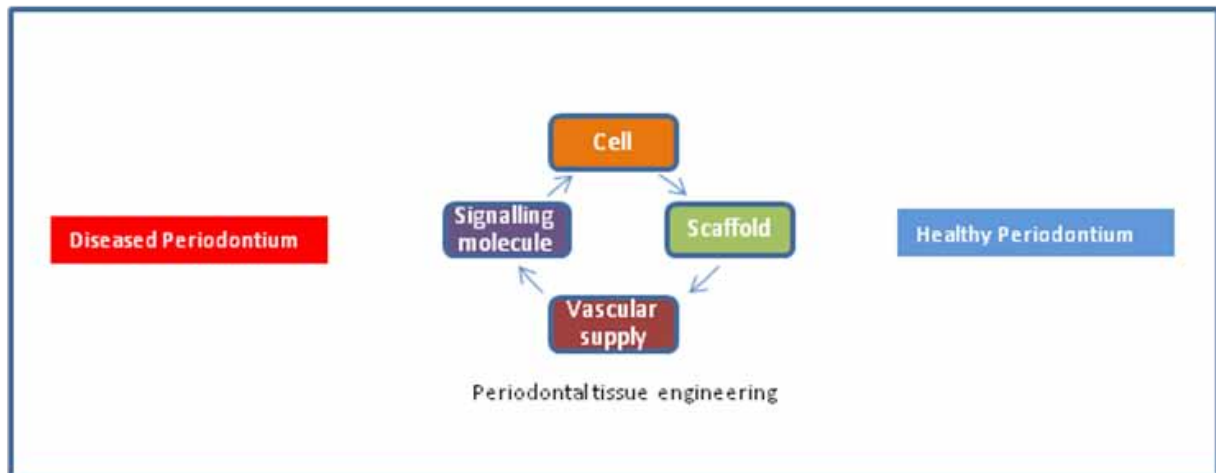 Cell
Signalling
molecule
Scaffold
Diseased Periodontium
Healthy Periodontium
Vascular
supply
Periodontal tissue engineering